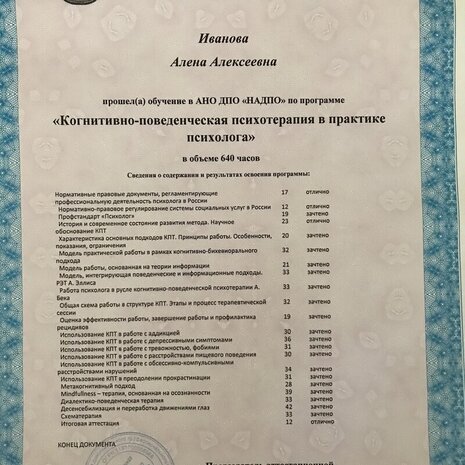 Иванова
Алена Алексеевна
прошел(а) обучение в АНО ДПО «НАДПО» по программе
«Когнитивно-поведенческая психотерапия в практике
психолога»
в объеме 640 часов
Сведения о содержания и результатах освоения программы:
Нормативные правовые документы, регламентирующие 17 отлично
профессиональную деятельность психолога в России
Нормативно-правовое регулирование системы социальных услуг в России 12 отлично
Профстандарт «Психолог» 19 зачтено
История и современное состояние развития метода. Научное 23 отлично
обоснование КПТ
Характеристика основных подходов КПТ. Принципы работы. Особенности, 20 зачтено
показания, ограничения
Модель практической работы в рамках когнитивно-бихевиорального 32 зачтено
подхода
Модель работы, основанная на теории информации 21 зачтено
Модель, интегрирующая поведенческие и информационные подходы. 33 зачтено
РЭТ А. Эллиса
Работа психолога в русле когнитивно-поведенческой психотерапии А. 33 зачтено
Бека
Общая схема работы в структуре КПТ. Этапы и процесс терапевтической 32 зачтено
сессии
Оценка эффективности работы, завершение работы и профилактика 19 зачтено
рецидивов
Использование КПТ в работе с аддикцией 30 зачтено
Использование КПТ в работе с депрессивными симптомами 36 зачтено
Использование КПТ в работе с тревожностью, фобиями 31 зачтено
Использование КПТ в работе с расстройствами пищевого поведения 30 зачтено
Использование КПТ в работе с обсессивно-компульсивными
расстройствами нарушений 34 зачтено
Использование КПТ в преодолении прокрастинации 31 зачтено
Метакогнитивный подход 28 зачтено
Mindfullness – терапия, основанная на осознанности 39 зачтено
Диалектико-поведенческая терапия 33 зачтено
Десенсебилизация и переработка движениями глаз 42 зачтено
Схематерапия 33 зачтено
Итоговая аттестация 12 отлично
КОНЕЦ ДОКУМЕНТА